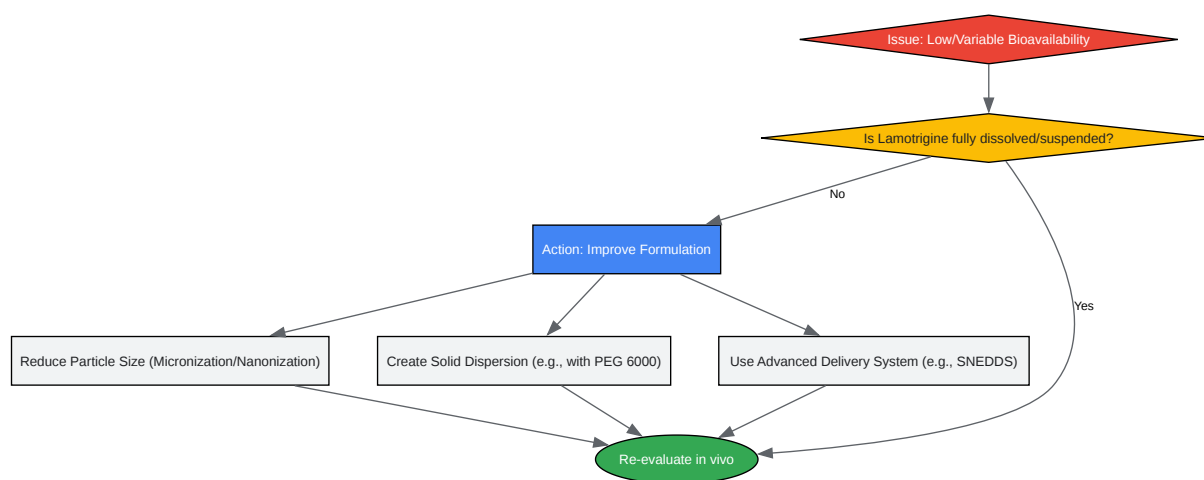 Issue: Low/Variable Bioavailability
Is Lamotrigine fully dissolved/suspended?
No
Action: Improve Formulation
Yes
Reduce Particle Size (Micronization/Nanonization)
Create Solid Dispersion (e.g., with PEG 6000)
Use Advanced Delivery System (e.g., SNEDDS)
Re-evaluate in vivo